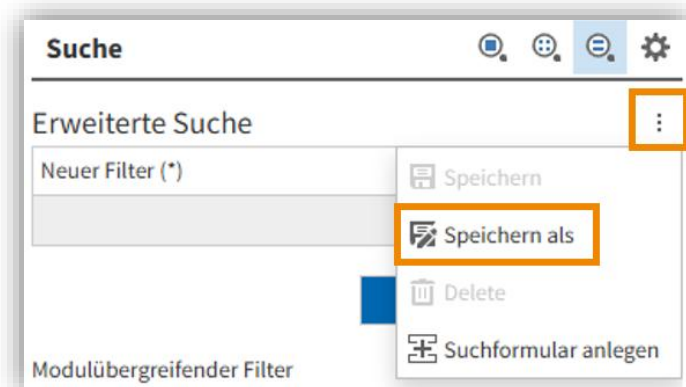 Suche
Erweiterte Suche
Neuer Filter (*)
Speichern
Speichern als
Delete
Suchformular anlegen
Modulübergreifender Filter